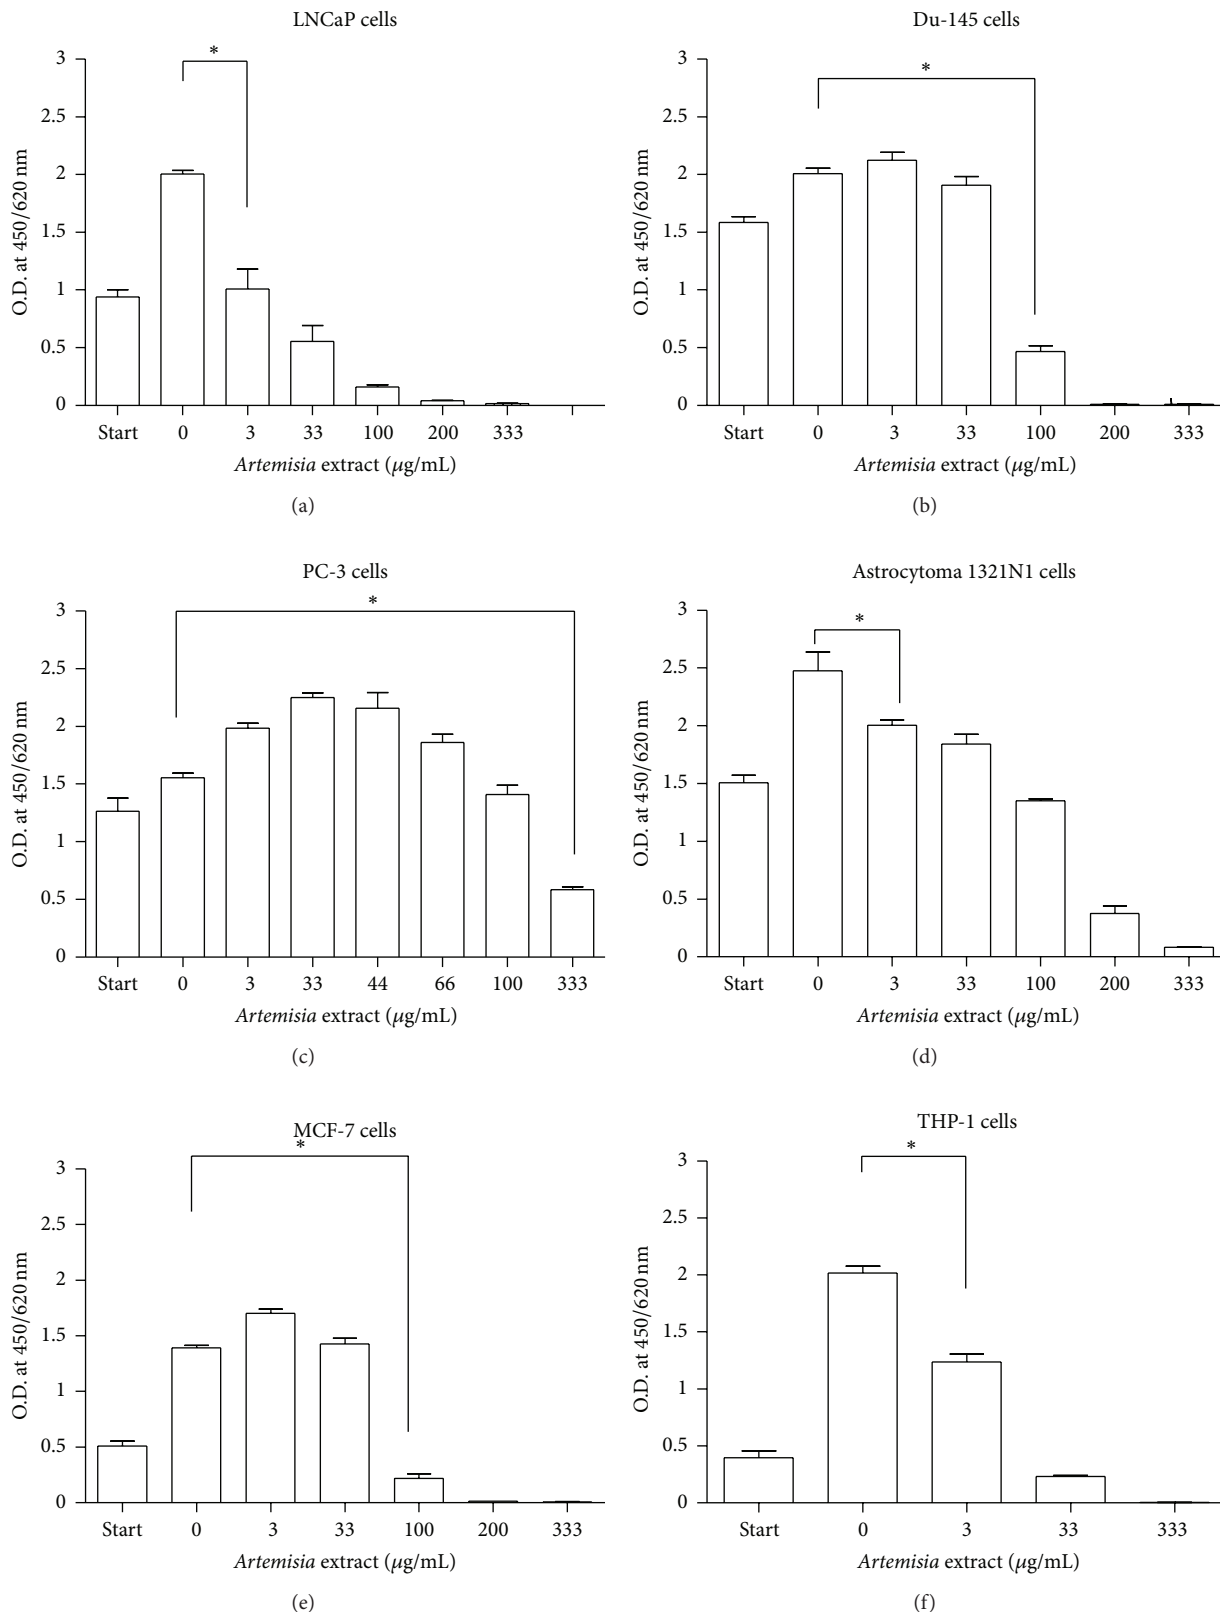 LNCaP cells
*
3
2.5
2
1.5
1
0.5
0
O.D. at 450/620 nm
Start 0 3 33 100 200 333
Artemisia extract (µg/mL)
(a)
Du-145 cells
*
3
2.5
2
1.5
1
0.5
0
O.D. at 450/620 nm
Start 0 3 33 100 200 333
Artemisia extract (µg/mL)
(b)
PC-3 cells
*
3
2.5
2
1.5
1
0.5
0
O.D. at 450/620 nm
Start 0 3 33 44 66 100 333
Artemisia extract (µg/mL)
(c)
Astrocytoma 1321N1 cells
*
3
2.5
2
1.5
1
0.5
0
O.D. at 450/620 nm
Start 0 3 33 100 200 333
Artemisia extract (µg/mL)
(d)
MCF-7 cells
*
3
2.5
2
1.5
1
0.5
0
O.D. at 450/620 nm
Start 0 3 33 100 200 333
Artemisia extract (µg/mL)
(e)
THP-1 cells
*
3
2.5
2
1.5
1
0.5
0
O.D. at 450/620 nm
Start 0 3 33 333
Artemisia extract (µg/mL)
(f)